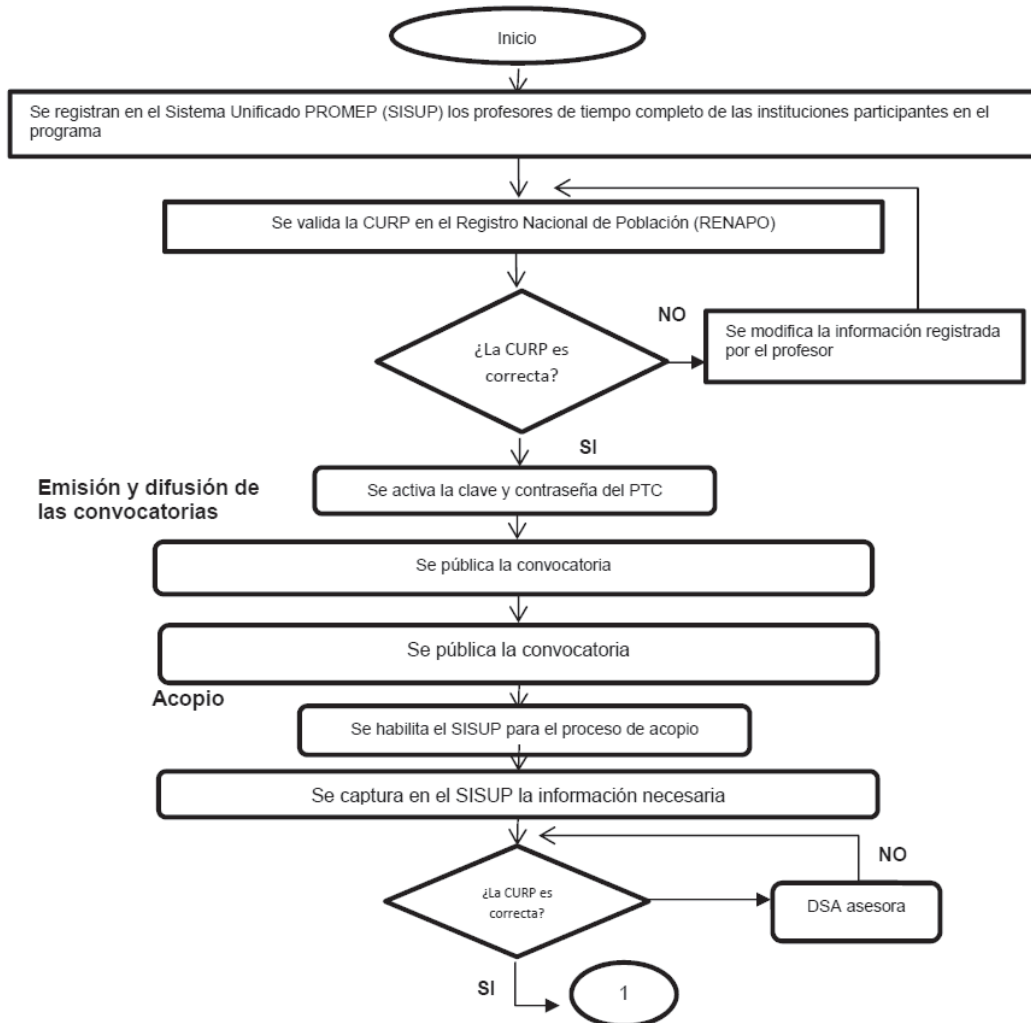 Inicio
Se registran en el Sistema Unificado PROMEP (SISUP) los profesores de tiempo completo de las instituciones participantes en el
programa
Se valida la CURP en el Registro Nacional de Población (RENAPO)
NO
Se modifica la información registrada
por el profesor
¿La CURP es
correcta?
SI
Emisión y difusión de
las convocatorias
Se activa la clave y contraseña del PTC
Se pública la convocatoria
Se pública la convocatoria
Acopio
Se habilita el SISUP para el proceso de acopio
Se captura en el SISUP la información necesaria
NO
¿La CURP es
correcta?
DSA asesora
SI
1